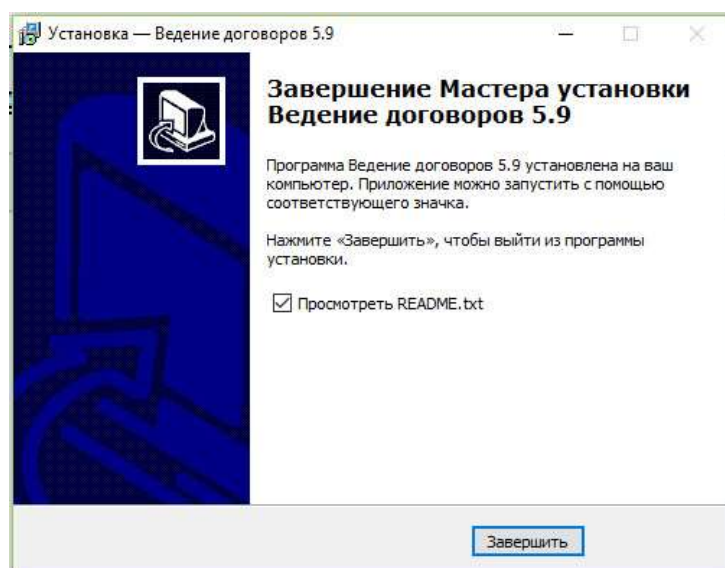 Установка — Ведение договоров 5.9
Завершение Мастера установки
Ведение договоров 5.9
Программа Ведение договоров 5.9 установлена на ваш
компьютер. Приложение можно запустить с помощью
соответствующего значка.
Нажмите «Завершить», чтобы выйти из программы
установки.
Просмотреть README.txt
Завершить